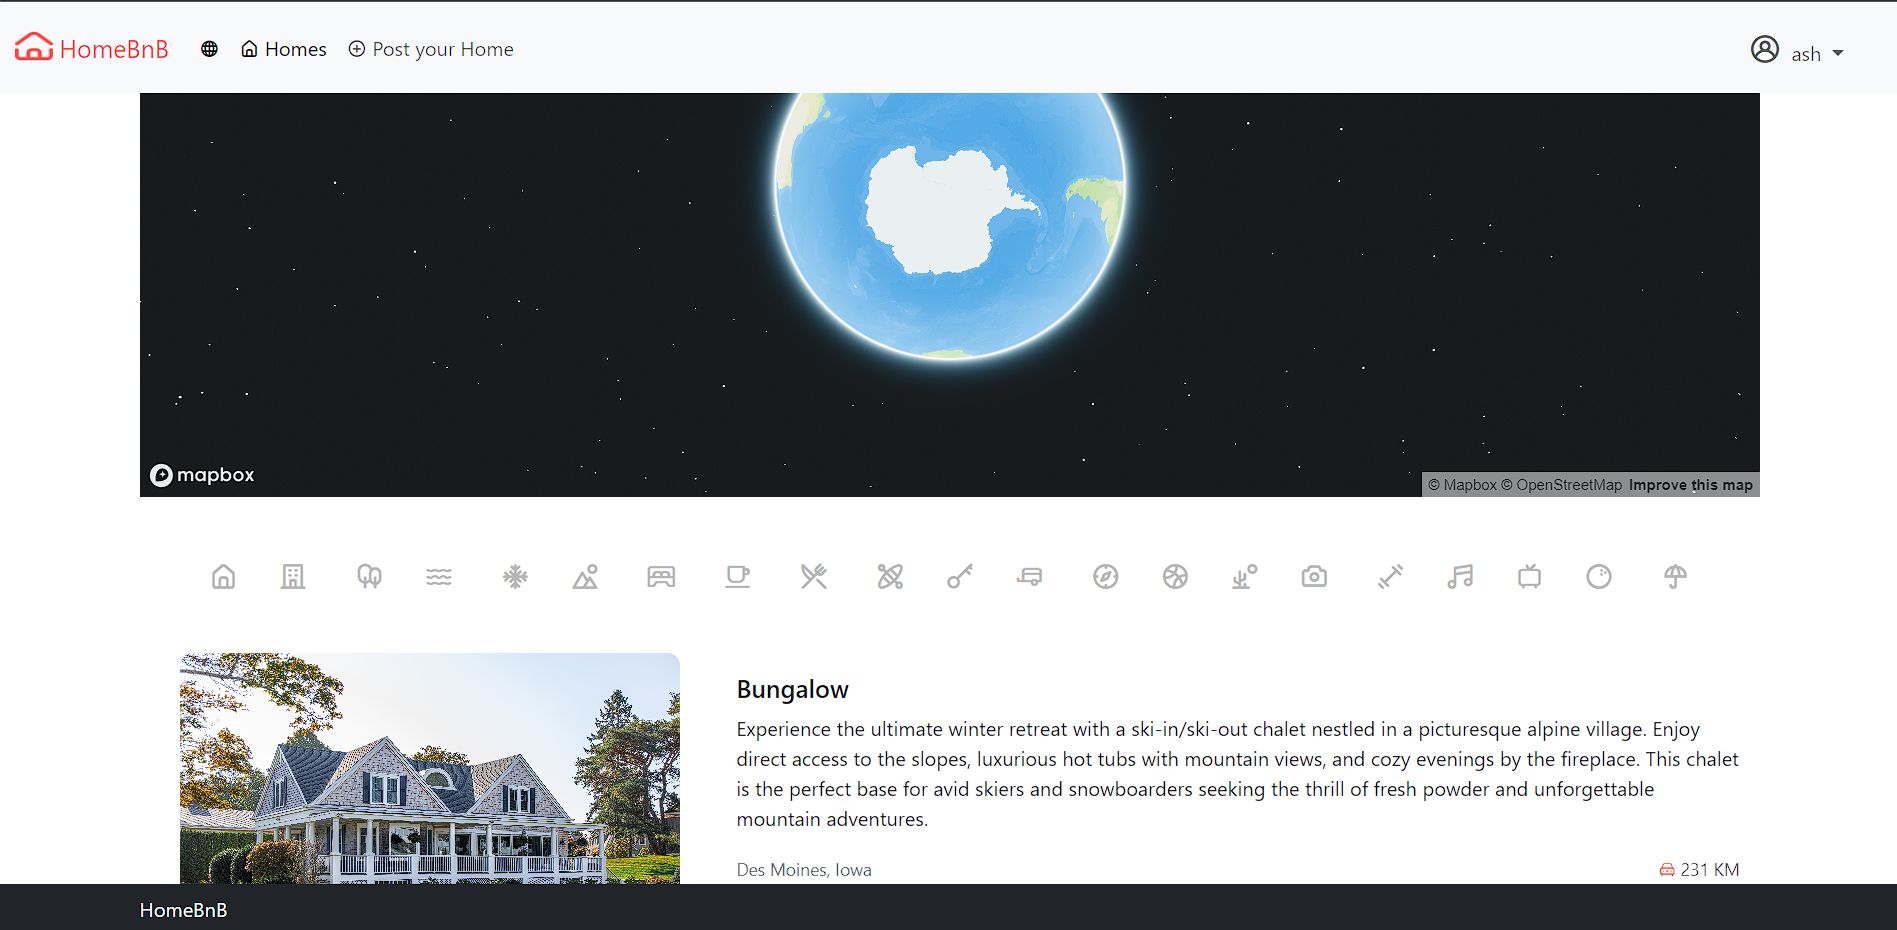 HomeBnB
Homes
Post your Home
ash
mapbox
© Mapbox © OpenStreetMap Improve this map
Bungalow
Experience the ultimate winter retreat with a ski-in/ski-out chalet nestled in a picturesque alpine village. Enjoy
direct access to the slopes, luxurious hot tubs with mountain views, and cozy evenings by the fireplace. This chalet
is the perfect base for avid skiers and snowboarders seeking the thrill of fresh powder and unforgettable
mountain adventures.
Des Moines, Iowa
231 KM
HomeBnB